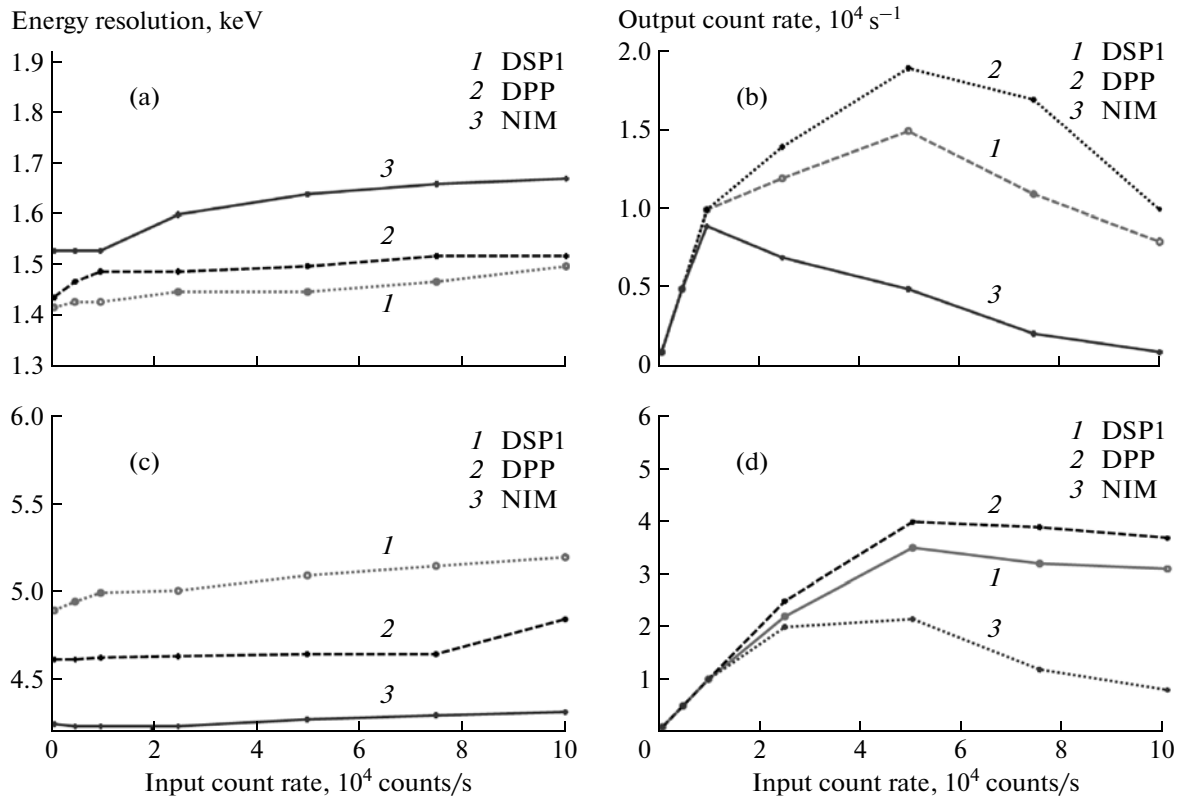 Energy resolution, keV
1.9
1.8
1.7
1.6
1.5
1.4
1.3
(a)
1 DSP1
2 DPP
3 NIM
3
2
1
Output count rate, 10⁴ s⁻¹
2.0
1.5
1.0
0.5
0
(b)
1 DSP1
2 DPP
3 NIM
2
1
3
6.0
5.5
5.0
4.5
(c)
1 DSP1
2 DPP
3 NIM
1
2
3
0 2 4 6 8 10
Input count rate, 10⁴ counts/s
6
5
4
3
2
1
(d)
1 DSP1
2 DPP
3 NIM
2
1
3
0 2 4 6 8 10
Input count rate, 10⁴ counts/s